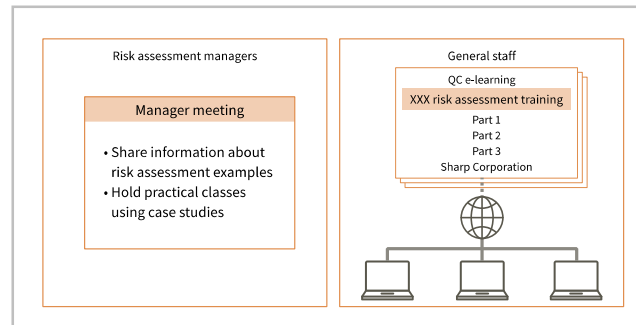 Risk assessment managers
Manager meeting
• Share information about
risk assessment examples
• Hold practical classes
using case studies
General staff
QC e-learning
XXX risk assessment training
Part 1
Part 2
Part 3
Sharp Corporation